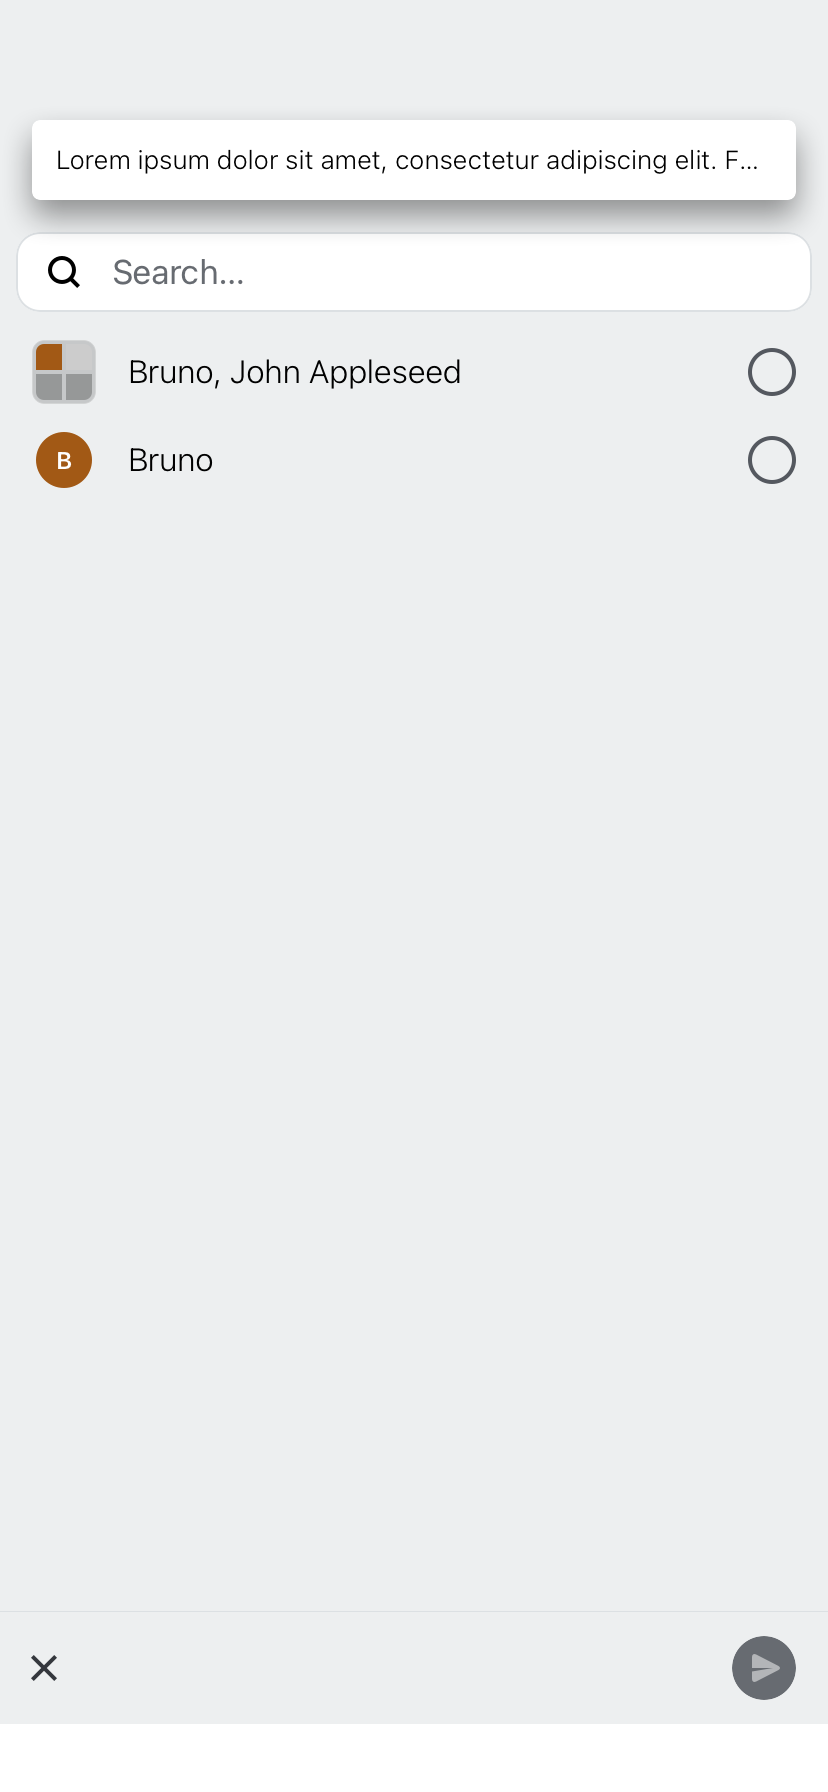 Lorem ipsum dolor sit amet, consectetur adipiscing elit. F...
Search...
Bruno, John Appleseed
B
Bruno